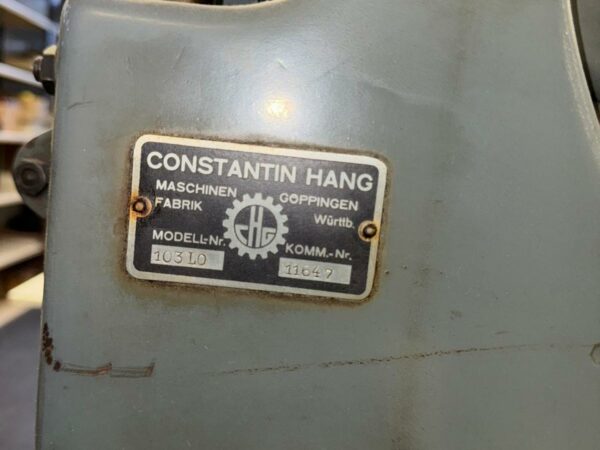 CONSTANTIN HANG
MASCHINEN GÖPPINGEN
FABRIK Württb.
CHG
MODELL-Nr. KOMM.-Nr.
103 LO 11647